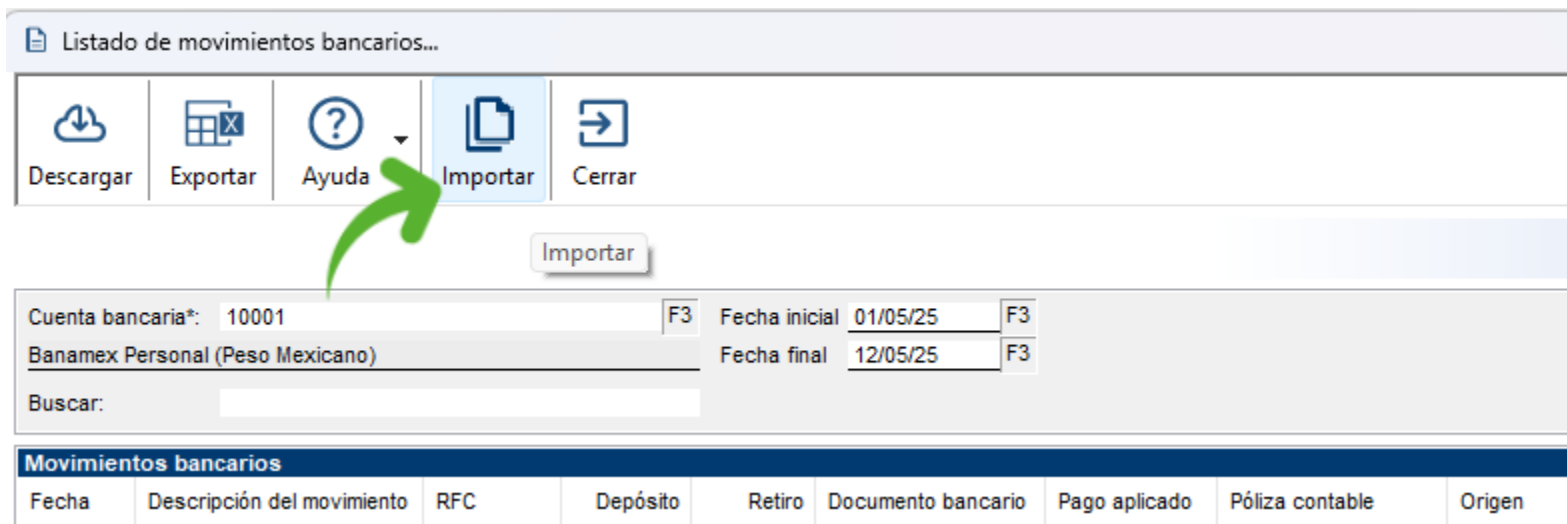 Listado de movimientos bancarios...
Descargar Exportar Ayuda Importar Cerrar
Importar
Cuenta bancaria*: 10001 F3 Fecha inicial 01/05/25 F3
Banamex Personal (Peso Mexicano) Fecha final 12/05/25 F3
Buscar:
Movimientos bancarios
Fecha Descripción del movimiento RFC Depósito Retiro Documento bancario Pago aplicado Póliza contable Origen